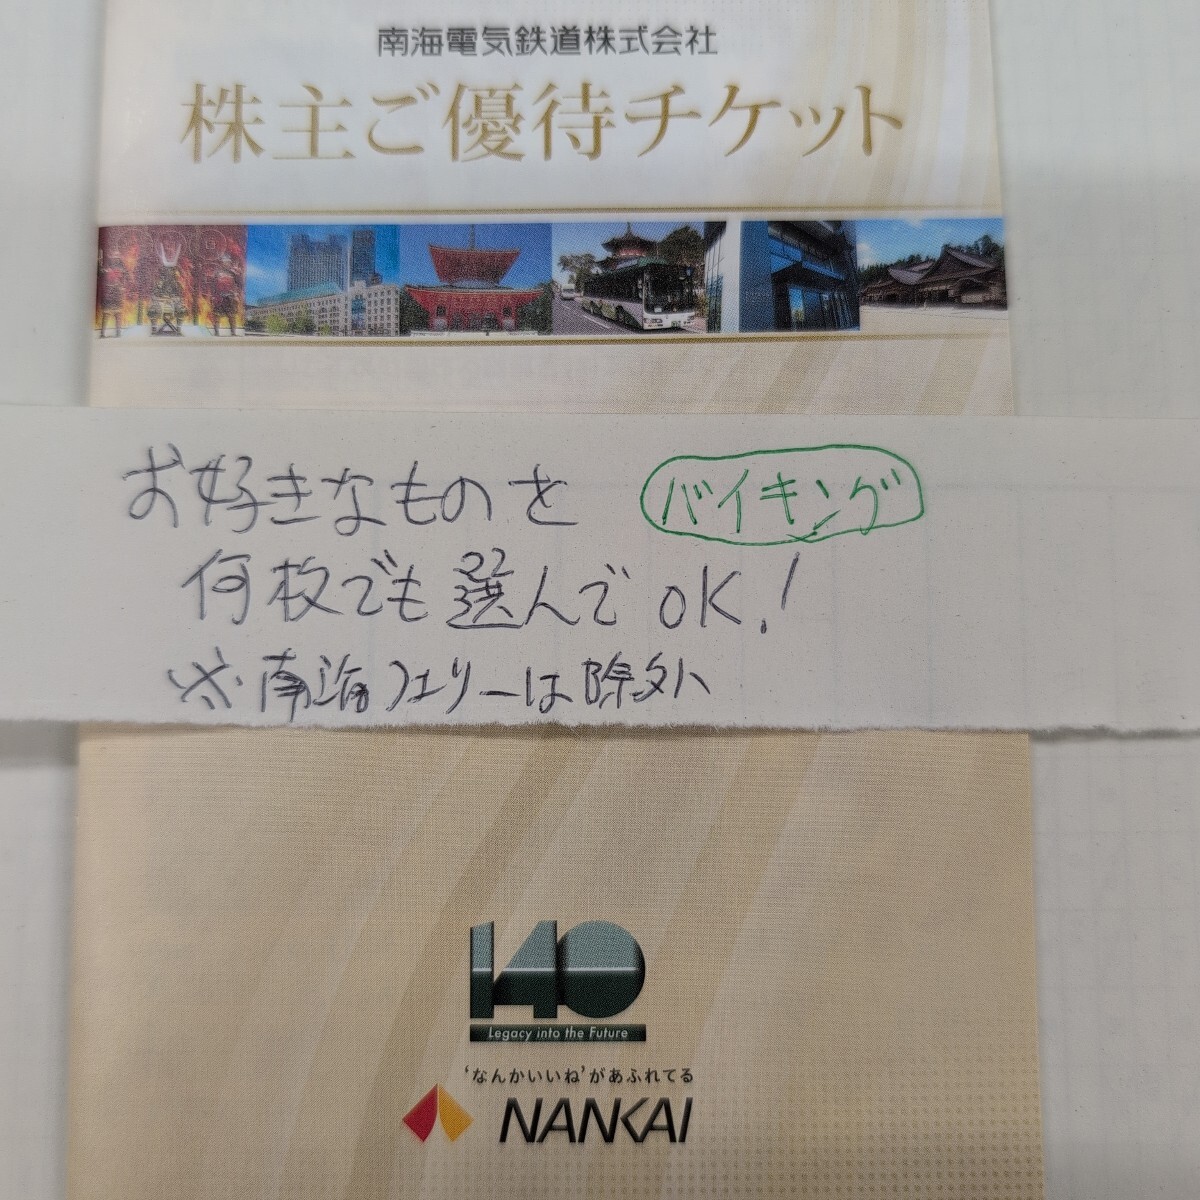 南海電気鉄道株式会社
株主ご優待チケット
お好きなものを バイキング
何枚でも選んでOK!
※南海フェリーは除外
140
Legacy into the Future
‘なんかいいね’があふれてる
NANKAI